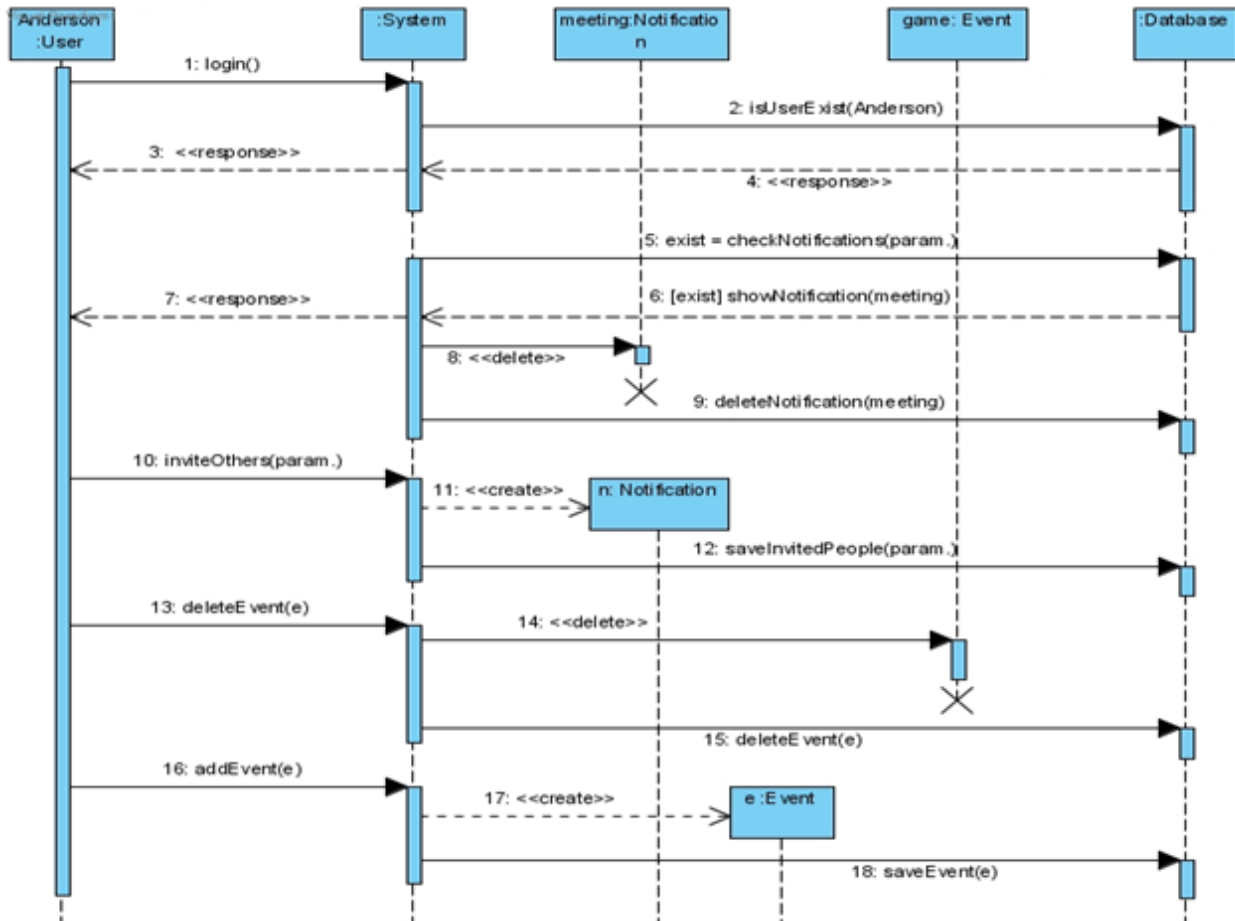 Anderson
:User
:System
meeting:Notificatio
n
game: Event
:Database
1: login()
2: isUserExist(Anderson)
3: <<response>>
4: <<response>>
5: exist = checkNotifications(param.)
6: [exist] showNotification(meeting)
7: <<response>>
8: <<delete>>
9: deleteNotification(meeting)
10: inviteOthers(param.)
11: <<create>>
n: Notification
12: saveInvitedPeople(param.)
13: deleteEvent(e)
14: <<delete>>
15: deleteEvent(e)
16: addEvent(e)
17: <<create>>
e :Event
18: saveEvent(e)